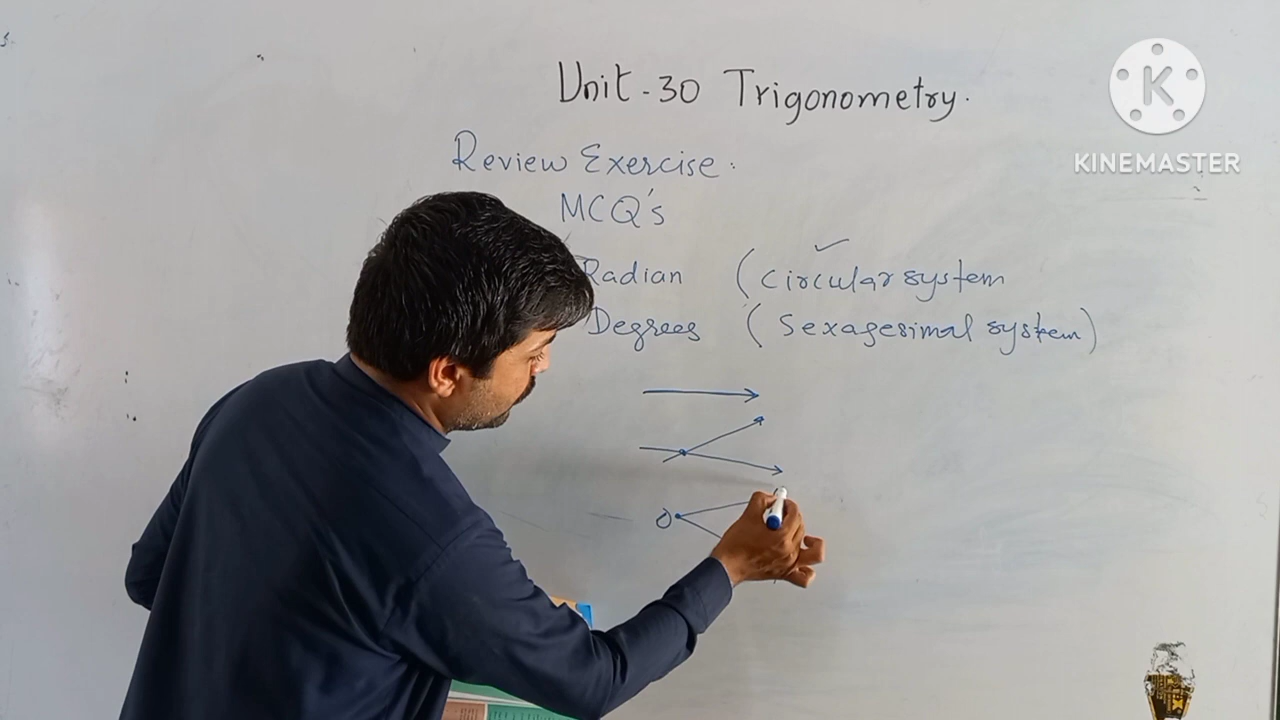 Unit - 30 Trigonometry.
K
KINEMASTER
Review Exercise :
MCQ's
Radian (Circular system
Degrees (Sexagesimal system)
O